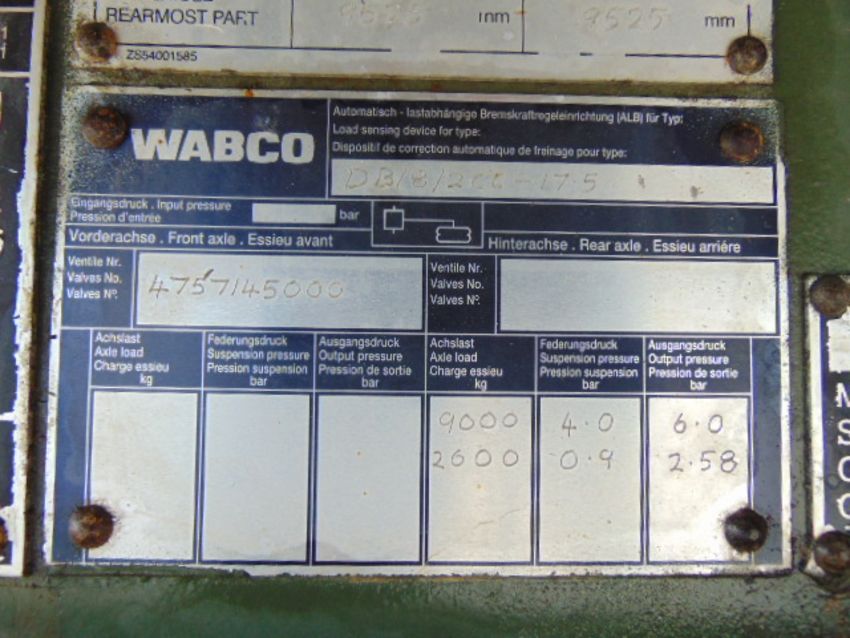 REARMOST PART mm 9525 mm
ZS54001585
WABCO
Automatisch - lastabhängige Bremskraftregeleinrichtung (ALB) für Typ:
Load sensing device for type:
Dispositif de correction automatique de freinage pour type:
Eingangsdruck . Input pressure
Pression d'entrée bar
Vorderachse . Front axle . Essieu avant
Hinterachse . Rear axle . Essieu arriére
Ventile Nr.
Valves No.
Valves Nº.
4757145000
Ventile Nr.
Valves No.
Valves Nº.
Achslast
Axle load
Charge essieu
kg
Federungsdruck
Suspension pressure
Pression suspension
bar
Ausgangsdruck
Output pressure
Pression de sortie
bar
Achslast
Axle load
Charge essieu
kg
Federungsdruck
Suspension pressure
Pression suspension
bar
Ausgangsdruck
Output pressure
Pression de sortie
bar
9000 4.0 6.0
2600 0.9 2.58